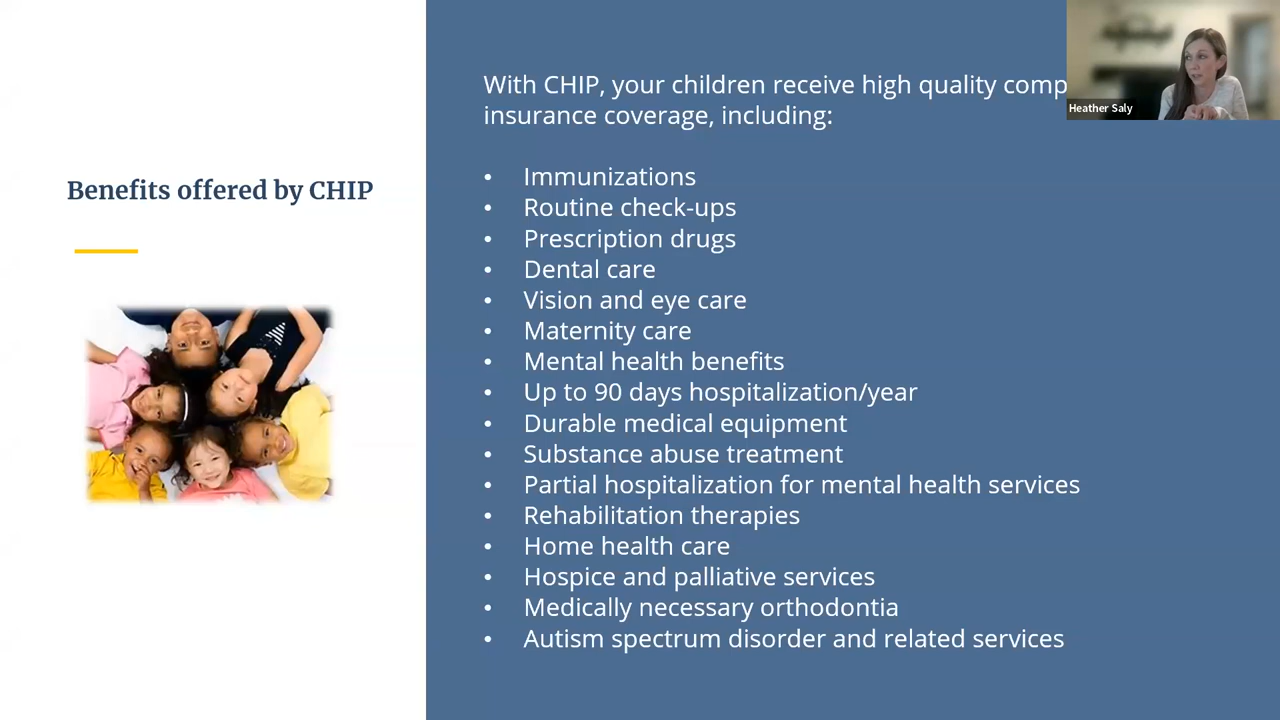 Benefits offered by CHIP
With CHIP, your children receive high quality comp
insurance coverage, including:
• Immunizations
• Routine check-ups
• Prescription drugs
• Dental care
• Vision and eye care
• Maternity care
• Mental health benefits
• Up to 90 days hospitalization/year
• Durable medical equipment
• Substance abuse treatment
• Partial hospitalization for mental health services
• Rehabilitation therapies
• Home health care
• Hospice and palliative services
• Medically necessary orthodontia
• Autism spectrum disorder and related services
Heather Saly